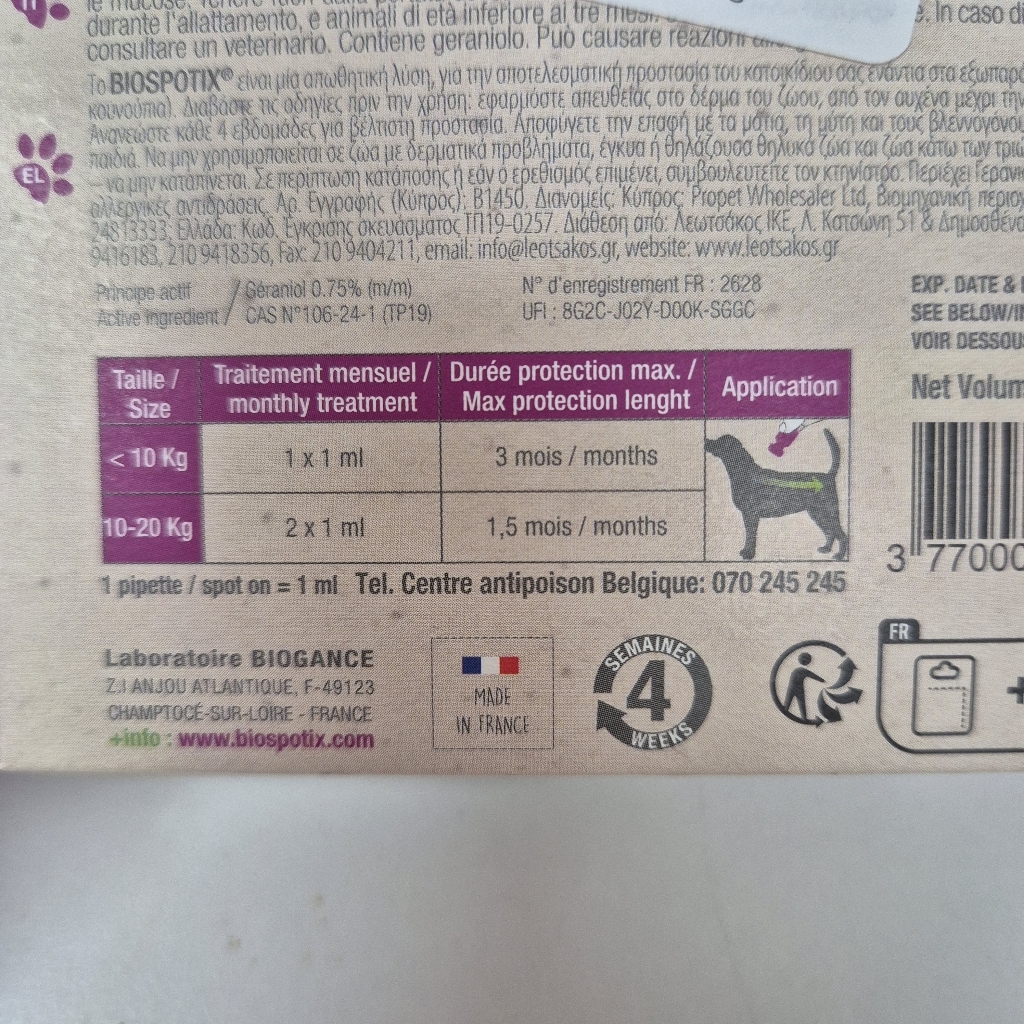 durante l'allattamento, e animali di età inferiore ai tre mesi. In caso di
consultare un veterinario. Contiene geraniolo. Può causare reazioni
EL
Το BIOSPOTIX® είναι μία απωθητική λύση, για την αποτελεσματική προστασία του κατοικίδιου σας ενάντια στα εξωπαρά
κουνούπια). Διαβάστε τις οδηγίες πριν την χρήση: εφαρμόστε απευθείας στο δέρμα του ζώου, από τον αυχένα μέχρι την
Ανανεώστε κάθε 4 εβδομάδες για βέλτιστη προστασία. Αποφύγετε την επαφή με τα μάτια, τη μύτη και τους βλεννογόνου
παιδιά. Να μην χρησιμοποιείται σε ζώα με δερματικά προβλήματα, έγκυα ή θηλάζουσα θηλυκά ζώα και ζώα κάτω των τριω
– να μην καταπίνεται. Σε περίπτωση κατάποσης ή εάν ο ερεθισμός επιμένει, συμβουλευτείτε τον κτηνίατρο. Περιέχει Γερανι
αλλεργικές αντιδράσεις. Αρ. Εγγραφής (Κύπρος): B1450, Διανομείς: Κύπρος: Propet Wholesaler Ltd, Βιομηχανική περιοχ
24813333, Ελλάδα: Κωδ. Έγκρισης σκευάσματος ΤΠ19-0257. Διάθεση από: Λεωτσάκος ΙΚΕ, Λ. Κατσώνη 51 & Δημοσθένο
9416183, 210 9418356, Fax: 210 9404211, email: info@leotsakos.gr, website: www.leotsakos.gr
Principe actif / Géraniol 0.75% (m/m)
Active ingredient / CAS N°106-24-1 (TP19)
N° d'enregistrement FR : 2628
UFI : 8G2C-J02Y-D00K-SGGC
EXP. DATE &
SEE BELOW/IN
VOIR DESSOUS
Net Volum
Taille / Size
Traitement mensuel / monthly treatment
Durée protection max. / Max protection lenght
Application
< 10 Kg
1 x 1 ml
3 mois / months
10-20 Kg
2 x 1 ml
1,5 mois / months
3 77000
1 pipette / spot on = 1 ml Tel. Centre antipoison Belgique: 070 245 245
Laboratoire BIOGANCE
Z.I ANJOU ATLANTIQUE, F-49123
CHAMPTOCÉ-SUR-LOIRE - FRANCE
+info : www.biospotix.com
MADE
IN FRANCE
SEMAINES
4
WEEKS
FR
+